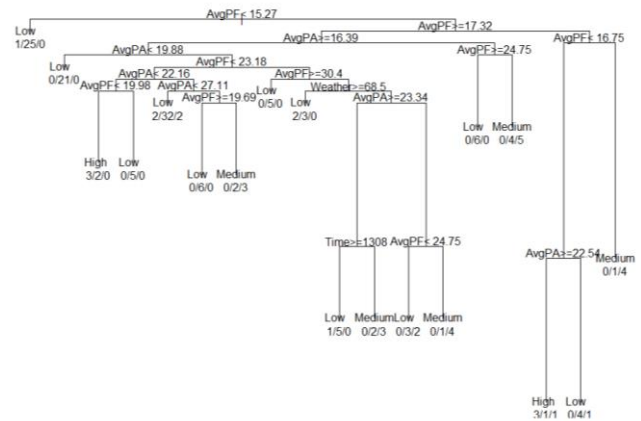 AvgPF< 15.27
Low
1/25/0
AvgPF>=17.32
AvgPA>=16.39
AvgPF< 16.75
AvgPA< 19.88
AvgPF>=24.75
Low
0/21/0
AvgPF< 23.18
AvgPA< 22.16
AvgPF>=30.4
AvgPF< 19.98
AvgPA< 27.11
Low
0/5/0
Weather>=68.5
Low
2/32/2
AvgPF>=19.69
Low
2/3/0
AvgPA>=23.34
Low
0/6/0
Medium
0/4/5
High
3/2/0
Low
0/5/0
Low
0/6/0
Medium
0/2/3
Time>=1308
AvgPF< 24.75
AvgPA>=22.54
Medium
0/1/4
Low
1/5/0
Medium
0/2/3
Low
0/3/2
Medium
0/1/4
High
3/1/1
Low
0/4/1